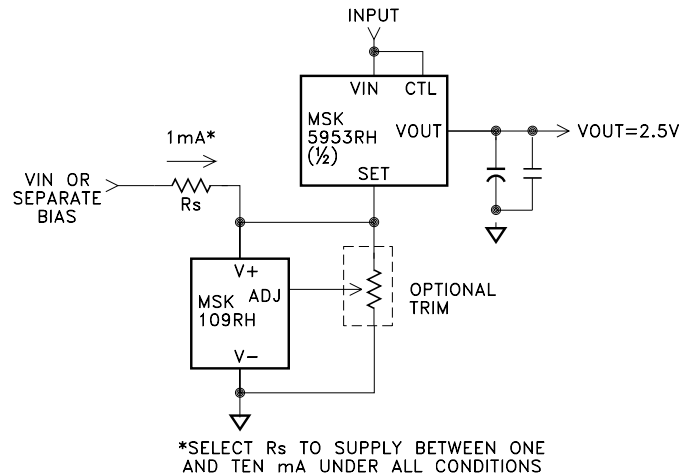 INPUT
VIN CTL
MSK
5953RH
(½)
VOUT
SET
VOUT=2.5V
1mA*
VIN OR
SEPARATE
BIAS
Rs
V+
ADJ
MSK
109RH
V-
OPTIONAL
TRIM
*SELECT Rs TO SUPPLY BETWEEN ONE
AND TEN mA UNDER ALL CONDITIONS